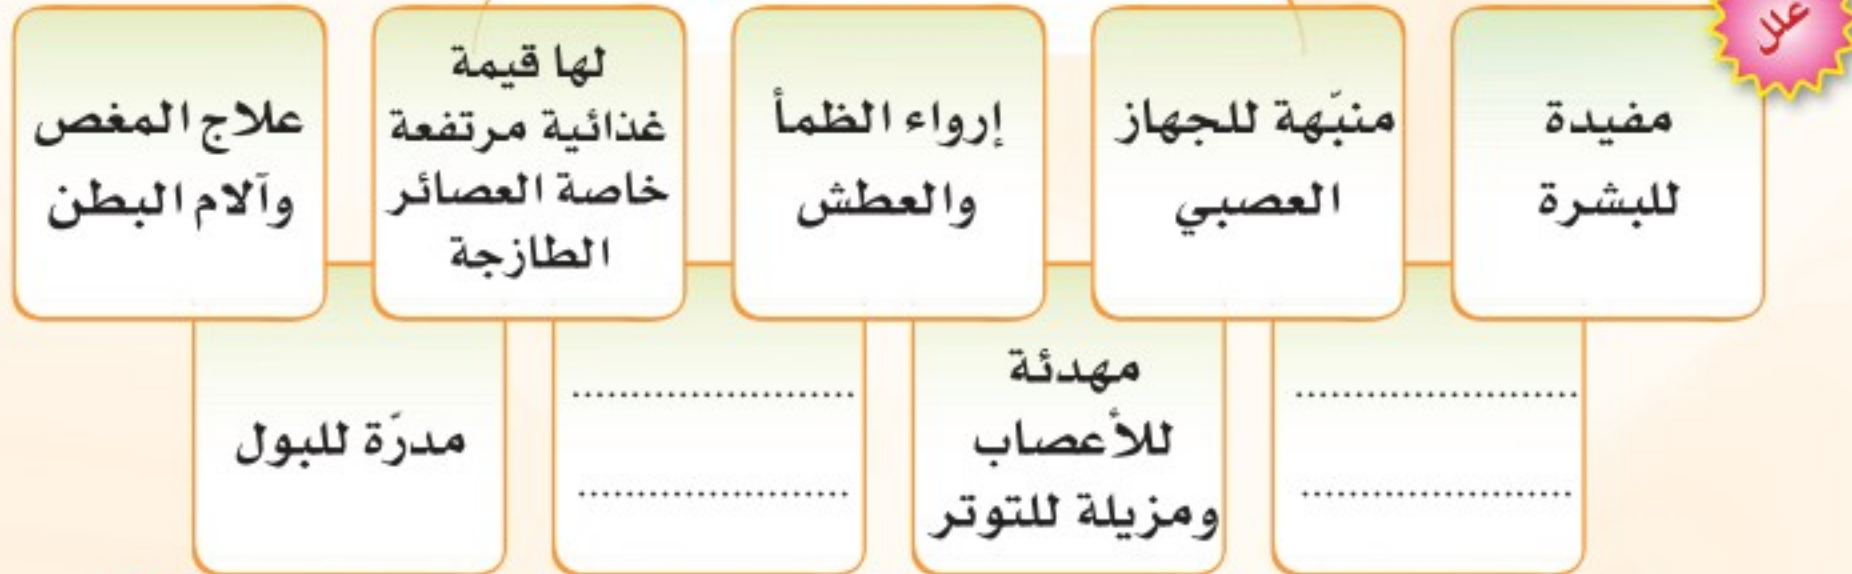 علل
مفيدة
للبشرة
منبّهة للجهاز
العصبي
إرواء الظمأ
والعطش
لها قيمة
غذائية مرتفعة
خاصة العصائر
الطازجة
علاج المغص
وآلام البطن
......................
......................
مهدئة
للأعصاب
ومزيلة للتوتر
......................
......................
مدرّة للبول